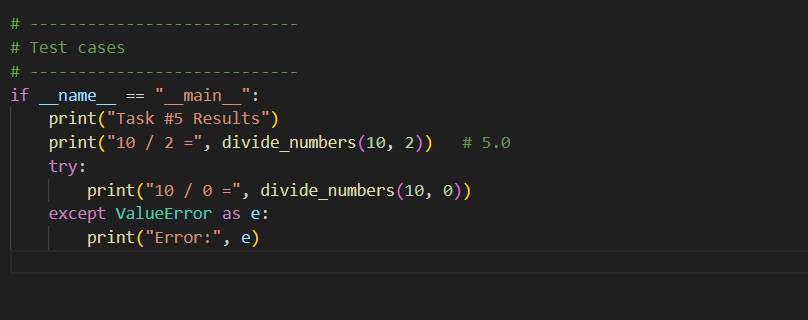 # ----------------------------
# Test cases
# ----------------------------
if __name__ == "__main__":
    print("Task #5 Results")
    print("10 / 2 =", divide_numbers(10, 2))   # 5.0
    try:
        print("10 / 0 =", divide_numbers(10, 0))
    except ValueError as e:
        print("Error:", e)